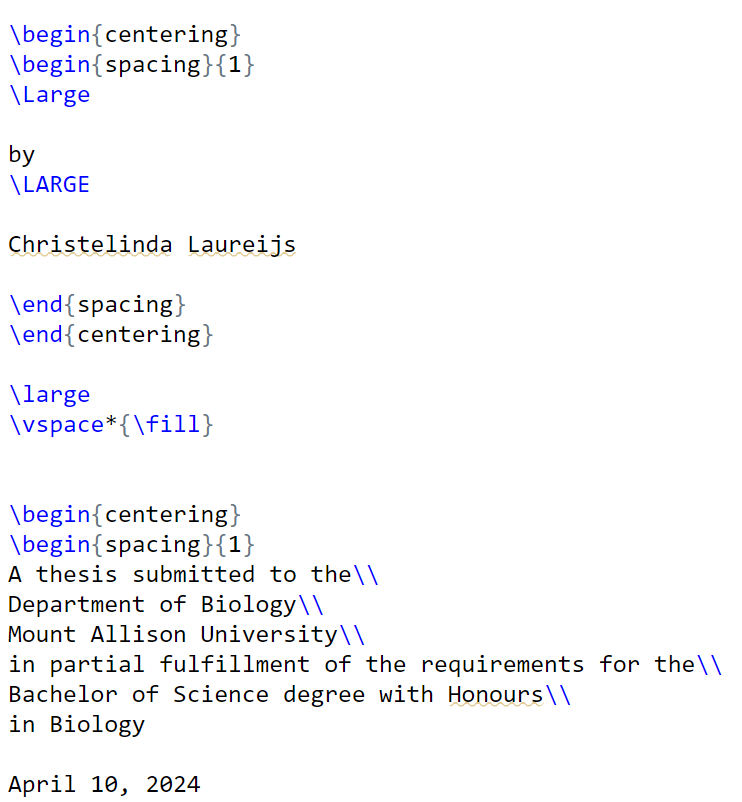 \begin{centering}
\begin{spacing}{1}
\Large
by
\LARGE
Christelinda Laureijs
\end{spacing}
\end{centering}
\large
\vspace*{\fill}
\begin{centering}
\begin{spacing}{1}
A thesis submitted to the\\
Department of Biology\\
Mount Allison University\\
in partial fulfillment of the requirements for the\\
Bachelor of Science degree with Honours\\
in Biology
April 10, 2024